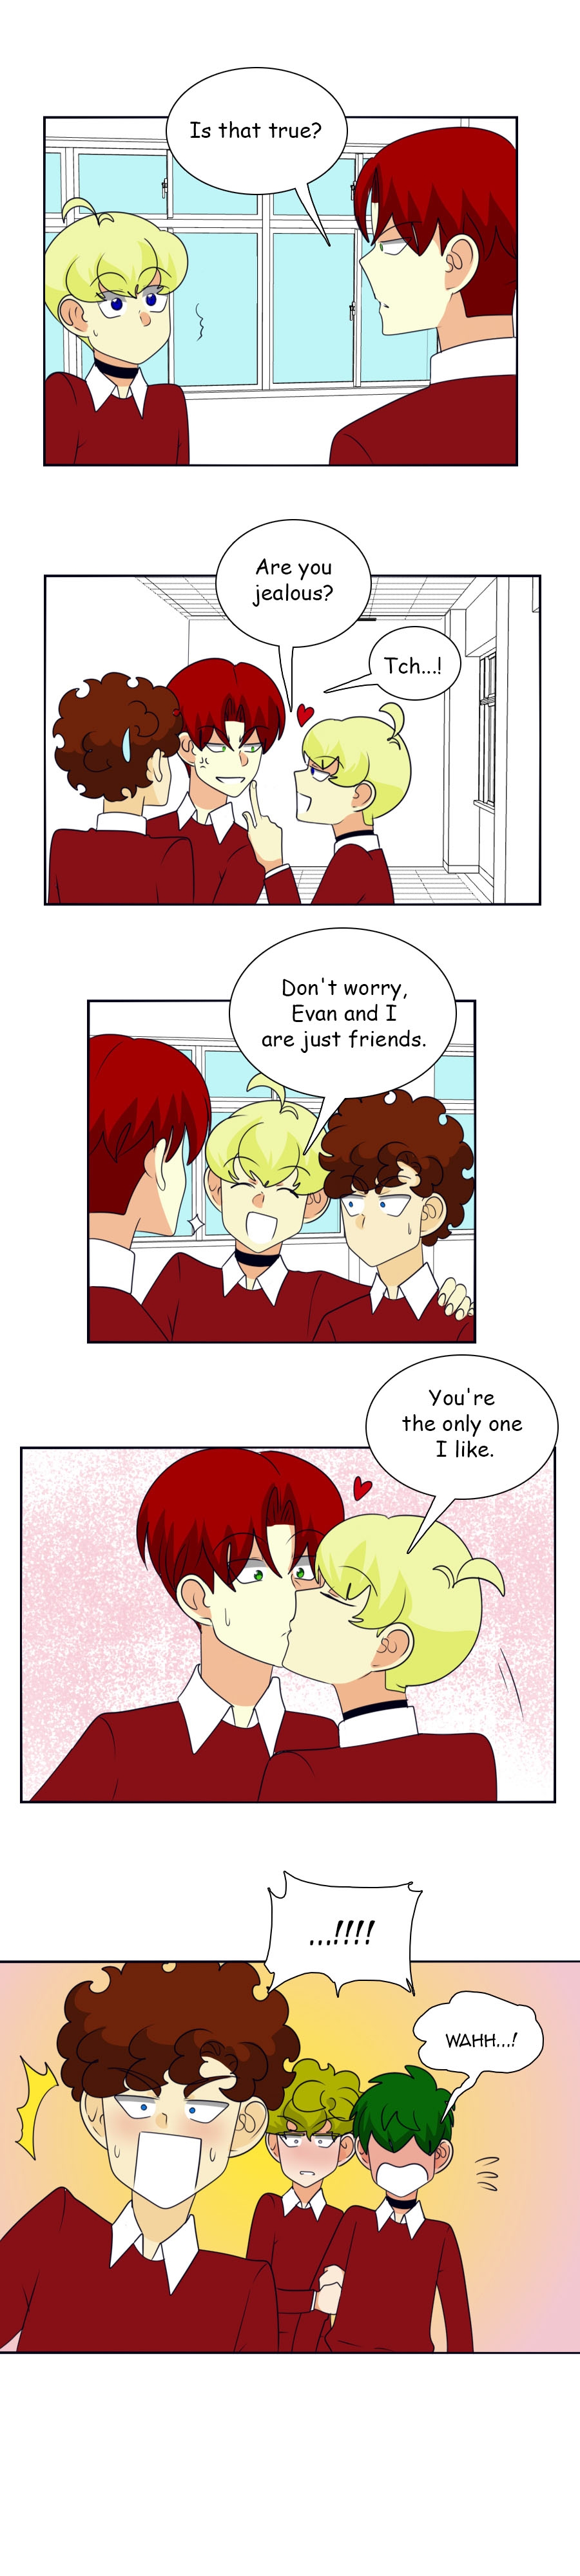 Is that true?
Are you
jealous?
Tch...!
Don't worry,
Evan and I
are just friends.
You're
the only one
I like.
...!!!!
WAHH...!